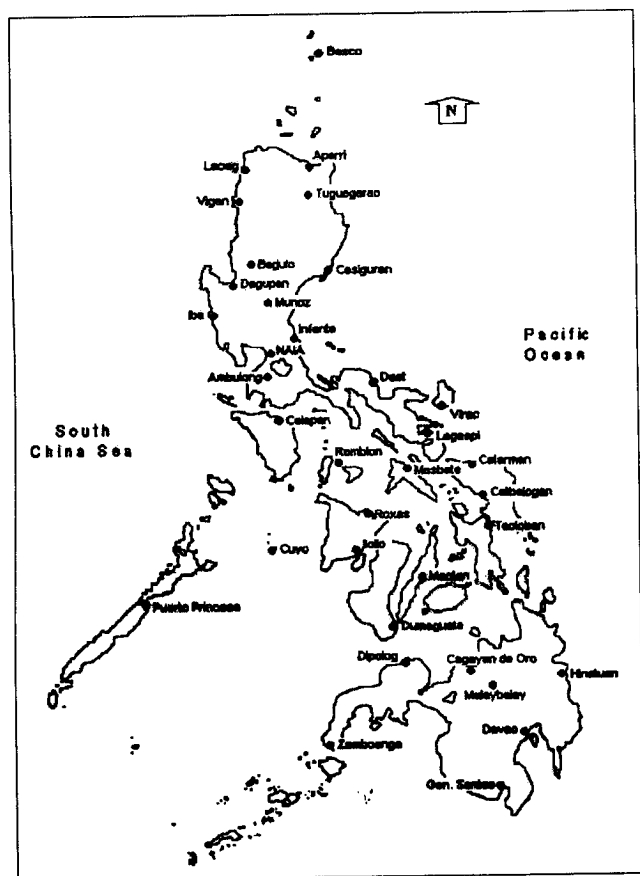 Basco
N
Aparri
Laoag
Tuguegarao
Vigan
Baguio
Casiguran
Dagupan
Munoz
Iba
Infanta
Pacific
Ocean
NAIA
Ambulong
Daet
Virac
South
China Sea
Calapan
Legaspi
Romblon
Masbate
Catarman
Catbalogan
Roxas
Tacloban
Cuyo
Iloilo
Mactan
Puerto Princesa
Dumaguete
Dipolog
Cagayan de Oro
Hinatuan
Malaybalay
Davao
Zamboanga
Gen. Santos